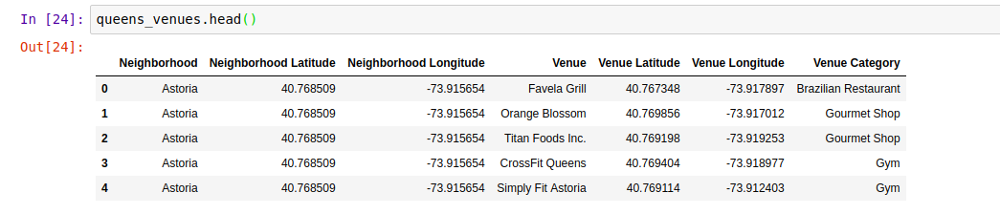 In [24]: queens_venues.head()
Out[24]:
Neighborhood Neighborhood Latitude Neighborhood Longitude Venue Venue Latitude Venue Longitude Venue Category
0 Astoria 40.768509 -73.915654 Favela Grill 40.767348 -73.917897 Brazilian Restaurant
1 Astoria 40.768509 -73.915654 Orange Blossom 40.769856 -73.917012 Gourmet Shop
2 Astoria 40.768509 -73.915654 Titan Foods Inc. 40.769198 -73.919253 Gourmet Shop
3 Astoria 40.768509 -73.915654 CrossFit Queens 40.769404 -73.918977 Gym
4 Astoria 40.768509 -73.915654 Simply Fit Astoria 40.769114 -73.912403 Gym